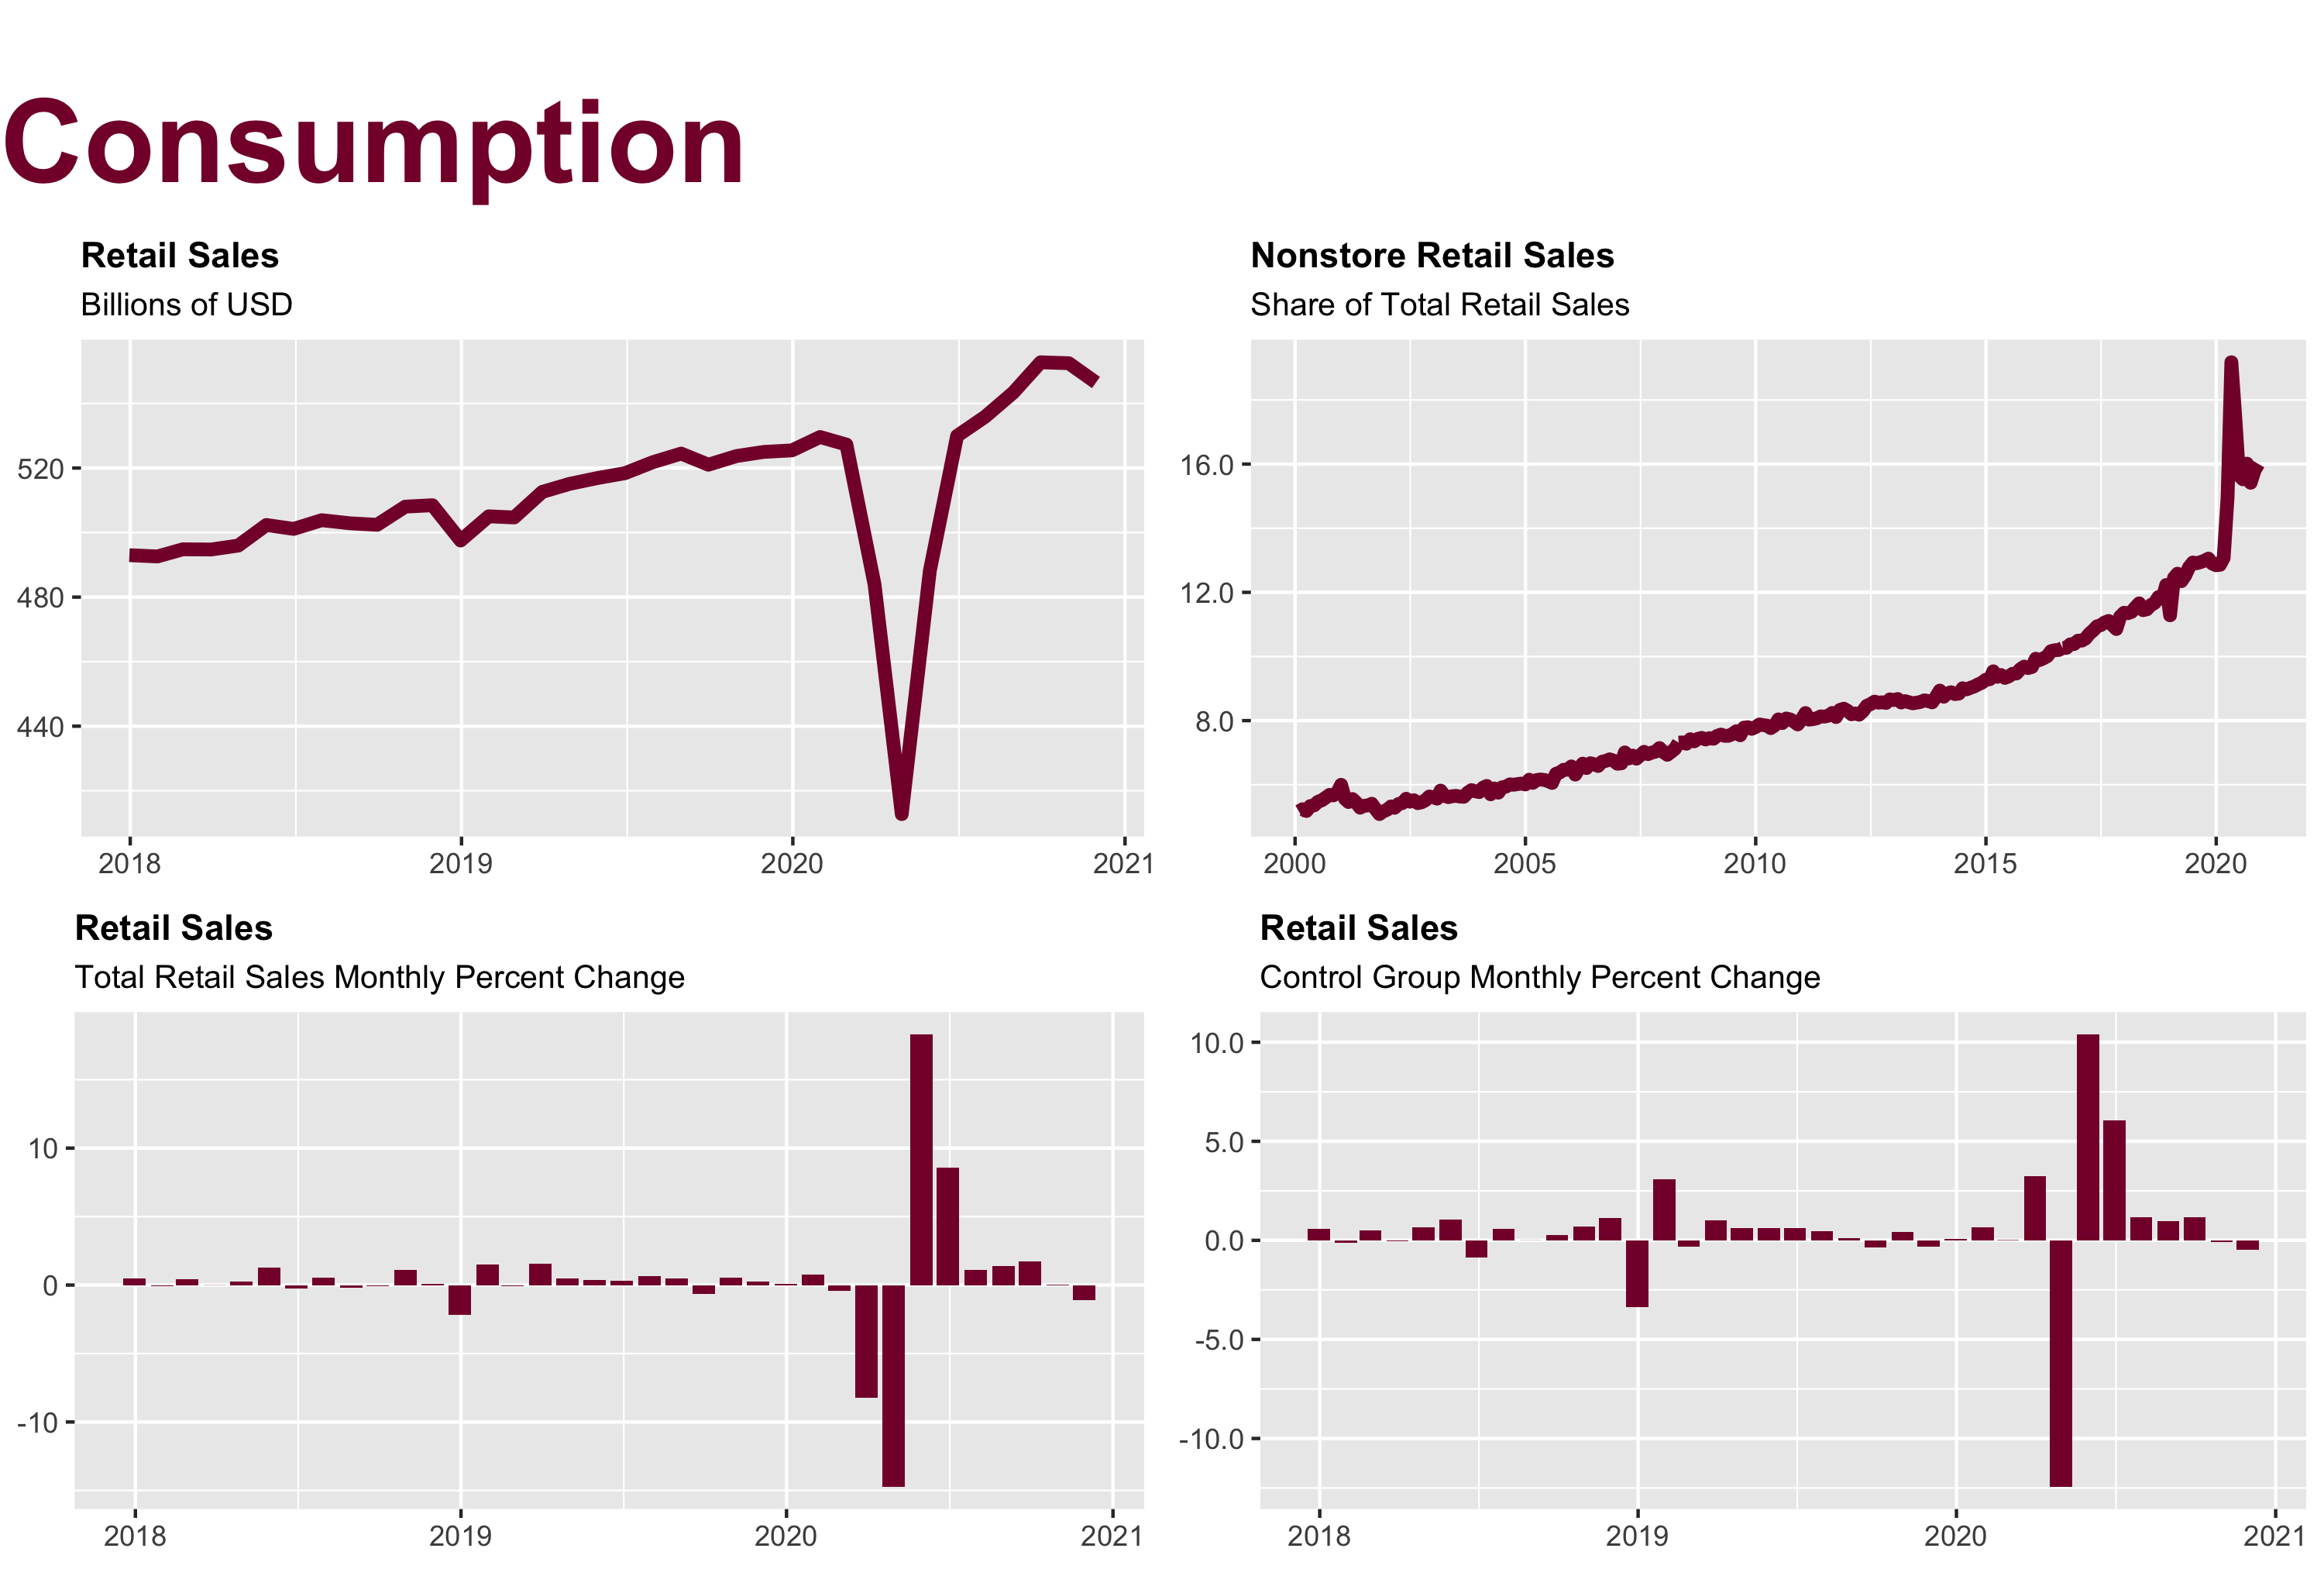 Consumption
Retail Sales
Billions of USD
520
480
440
2018 2019 2020 2021
Nonstore Retail Sales
Share of Total Retail Sales
16.0
12.0
8.0
2000 2005 2010 2015 2020
Retail Sales
Total Retail Sales Monthly Percent Change
10
0
-10
2018 2019 2020 2021
Retail Sales
Control Group Monthly Percent Change
10.0
5.0
0.0
-5.0
-10.0
2018 2019 2020 2021